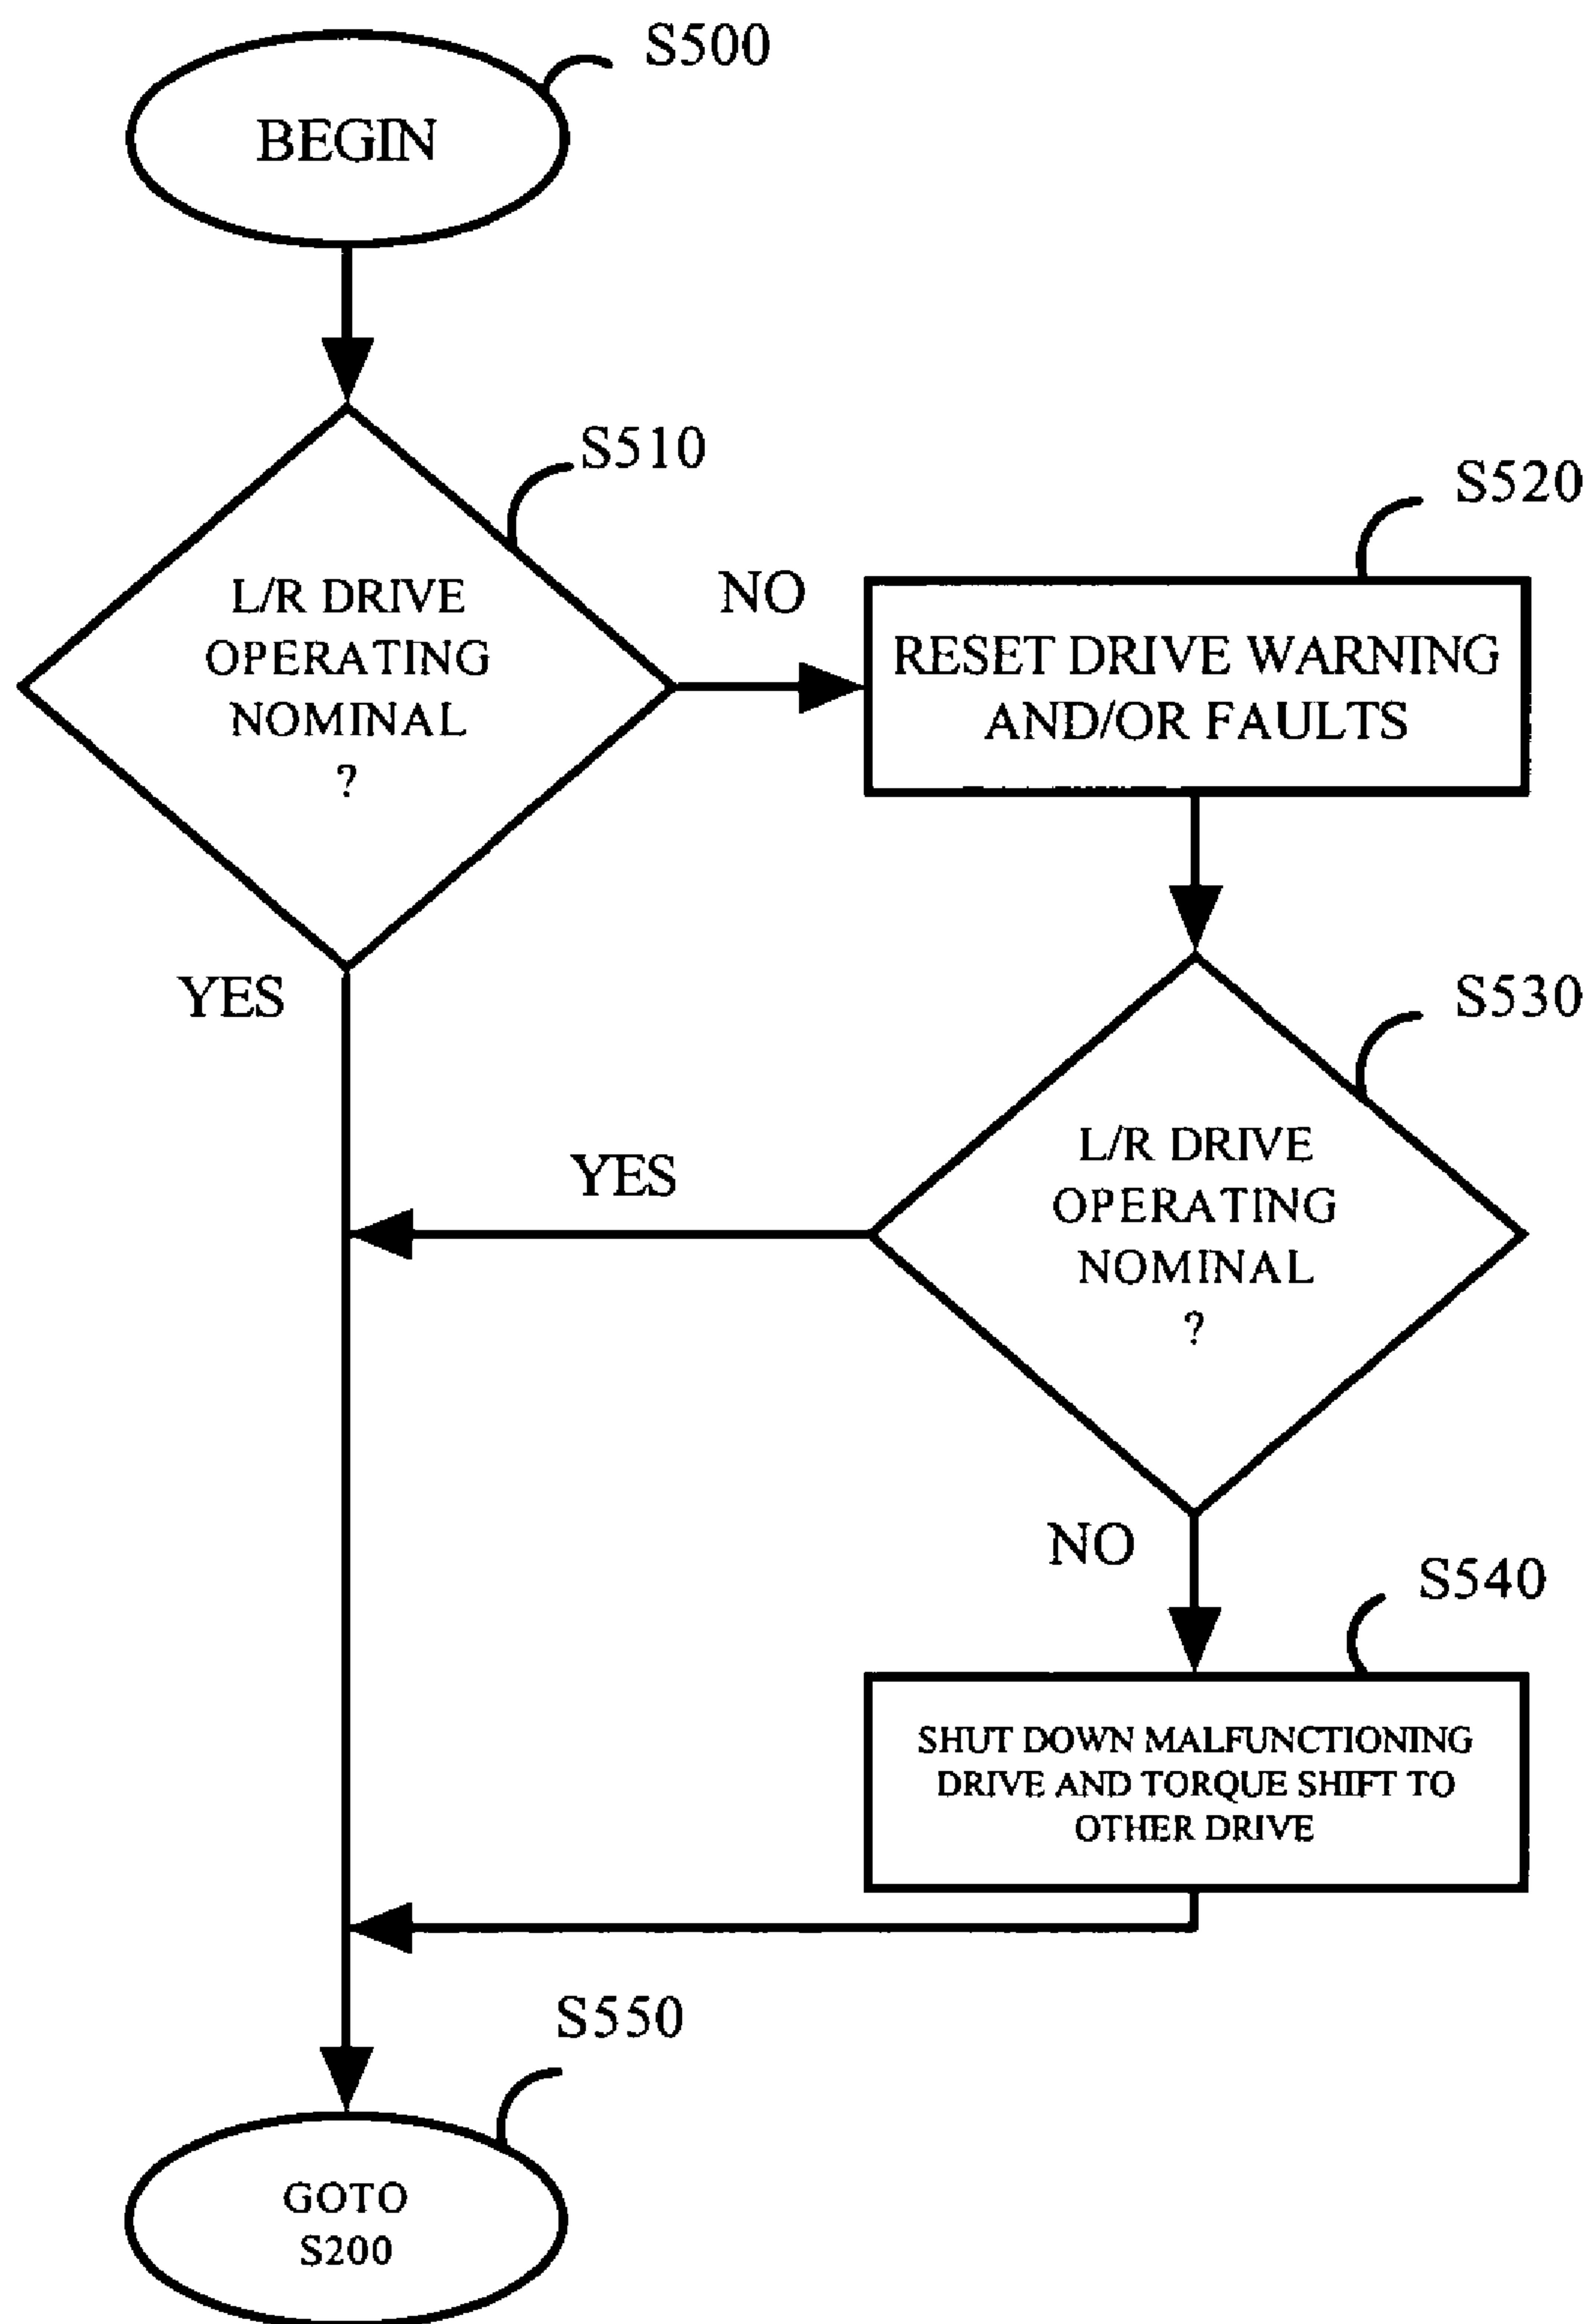 S500
BEGIN
S510
L/R DRIVE
OPERATING
NOMINAL
?
NO
S520
RESET DRIVE WARNING
AND/OR FAULTS
YES
S530
L/R DRIVE
OPERATING
NOMINAL
?
YES
NO
S540
SHUT DOWN MALFUNCTIONING
DRIVE AND TORQUE SHIFT TO
OTHER DRIVE
S550
GOTO
S200